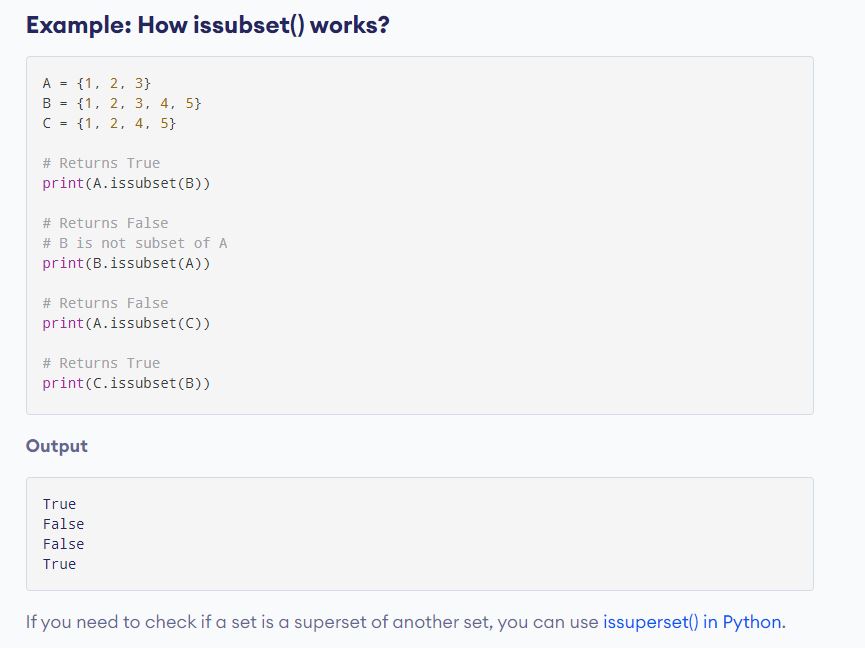 Example: How issubset() works?
A = {1, 2, 3}
B = {1, 2, 3, 4, 5}
C = {1, 2, 4, 5}
# Returns True
print(A.issubset(B))
# Returns False
# B is not subset of A
print(B.issubset(A))
# Returns False
print(A.issubset(C))
# Returns True
print(C.issubset(B))
Output
True
False
False
True
If you need to check if a set is a superset of another set, you can use issuperset() in Python.